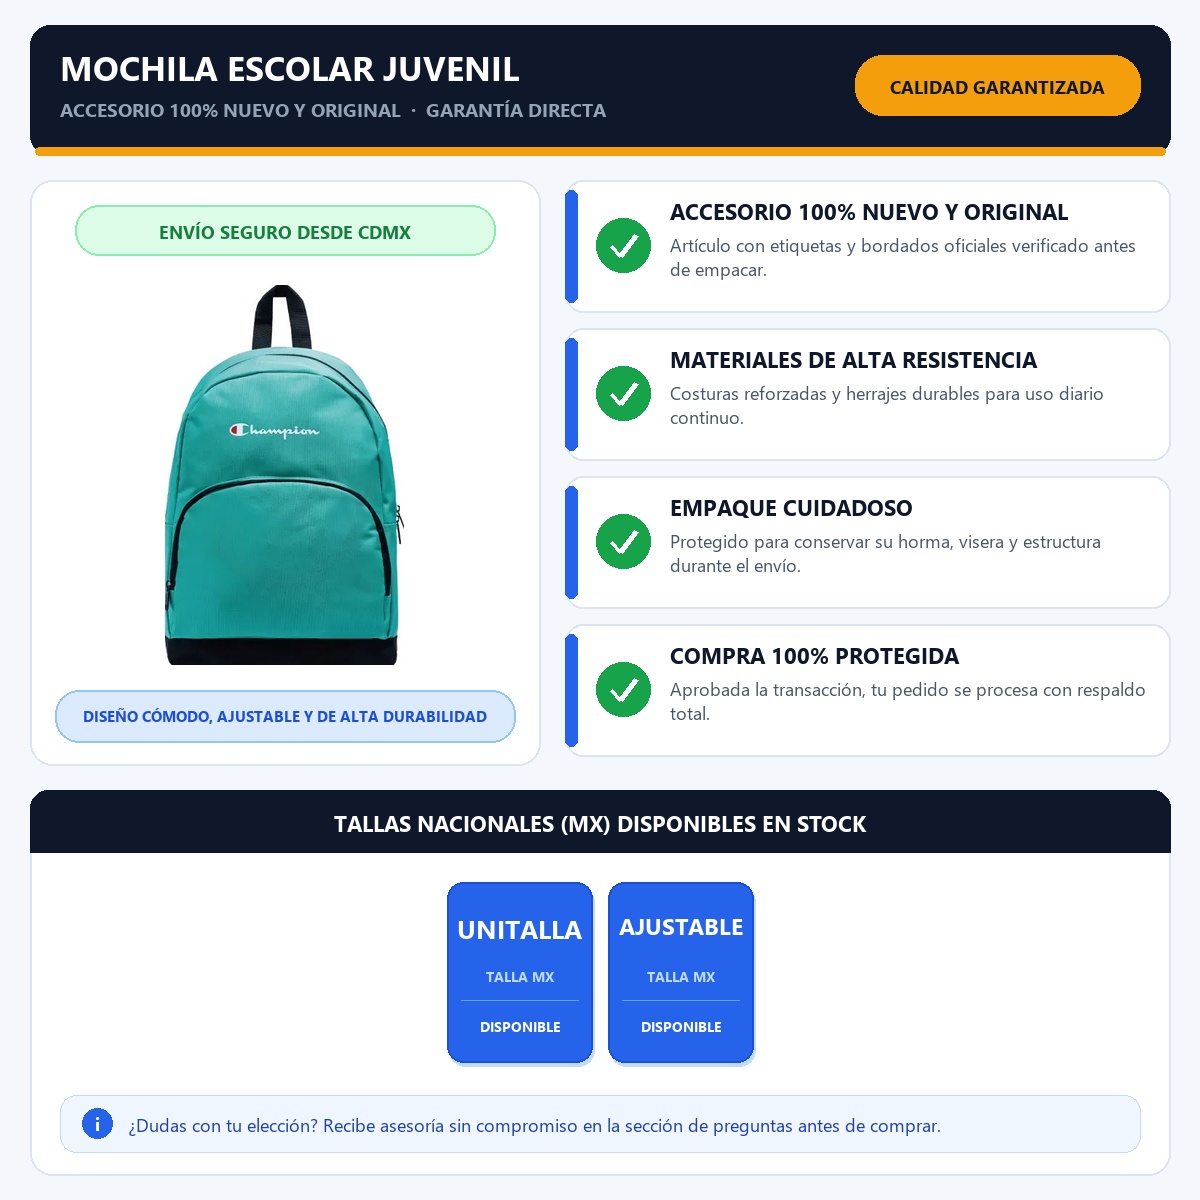 MOCHILA ESCOLAR JUVENIL
ACCESORIO 100% NUEVO Y ORIGINAL · GARANTÍA DIRECTA
CALIDAD GARANTIZADA
ENVÍO SEGURO DESDE CDMX
Champion
DISEÑO CÓMODO, AJUSTABLE Y DE ALTA DURABILIDAD
ACCESORIO 100% NUEVO Y ORIGINAL
Artículo con etiquetas y bordados oficiales verificado antes
de empacar.
MATERIALES DE ALTA RESISTENCIA
Costuras reforzadas y herrajes durables para uso diario
continuo.
EMPAQUE CUIDADOSO
Protegido para conservar su horma, visera y estructura
durante el envío.
COMPRA 100% PROTEGIDA
Aprobada la transacción, tu pedido se procesa con respaldo
total.
TALLAS NACIONALES (MX) DISPONIBLES EN STOCK
UNITALLA
TALLA MX
DISPONIBLE
AJUSTABLE
TALLA MX
DISPONIBLE
¿Dudas con tu elección? Recibe asesoría sin compromiso en la sección de preguntas antes de comprar.